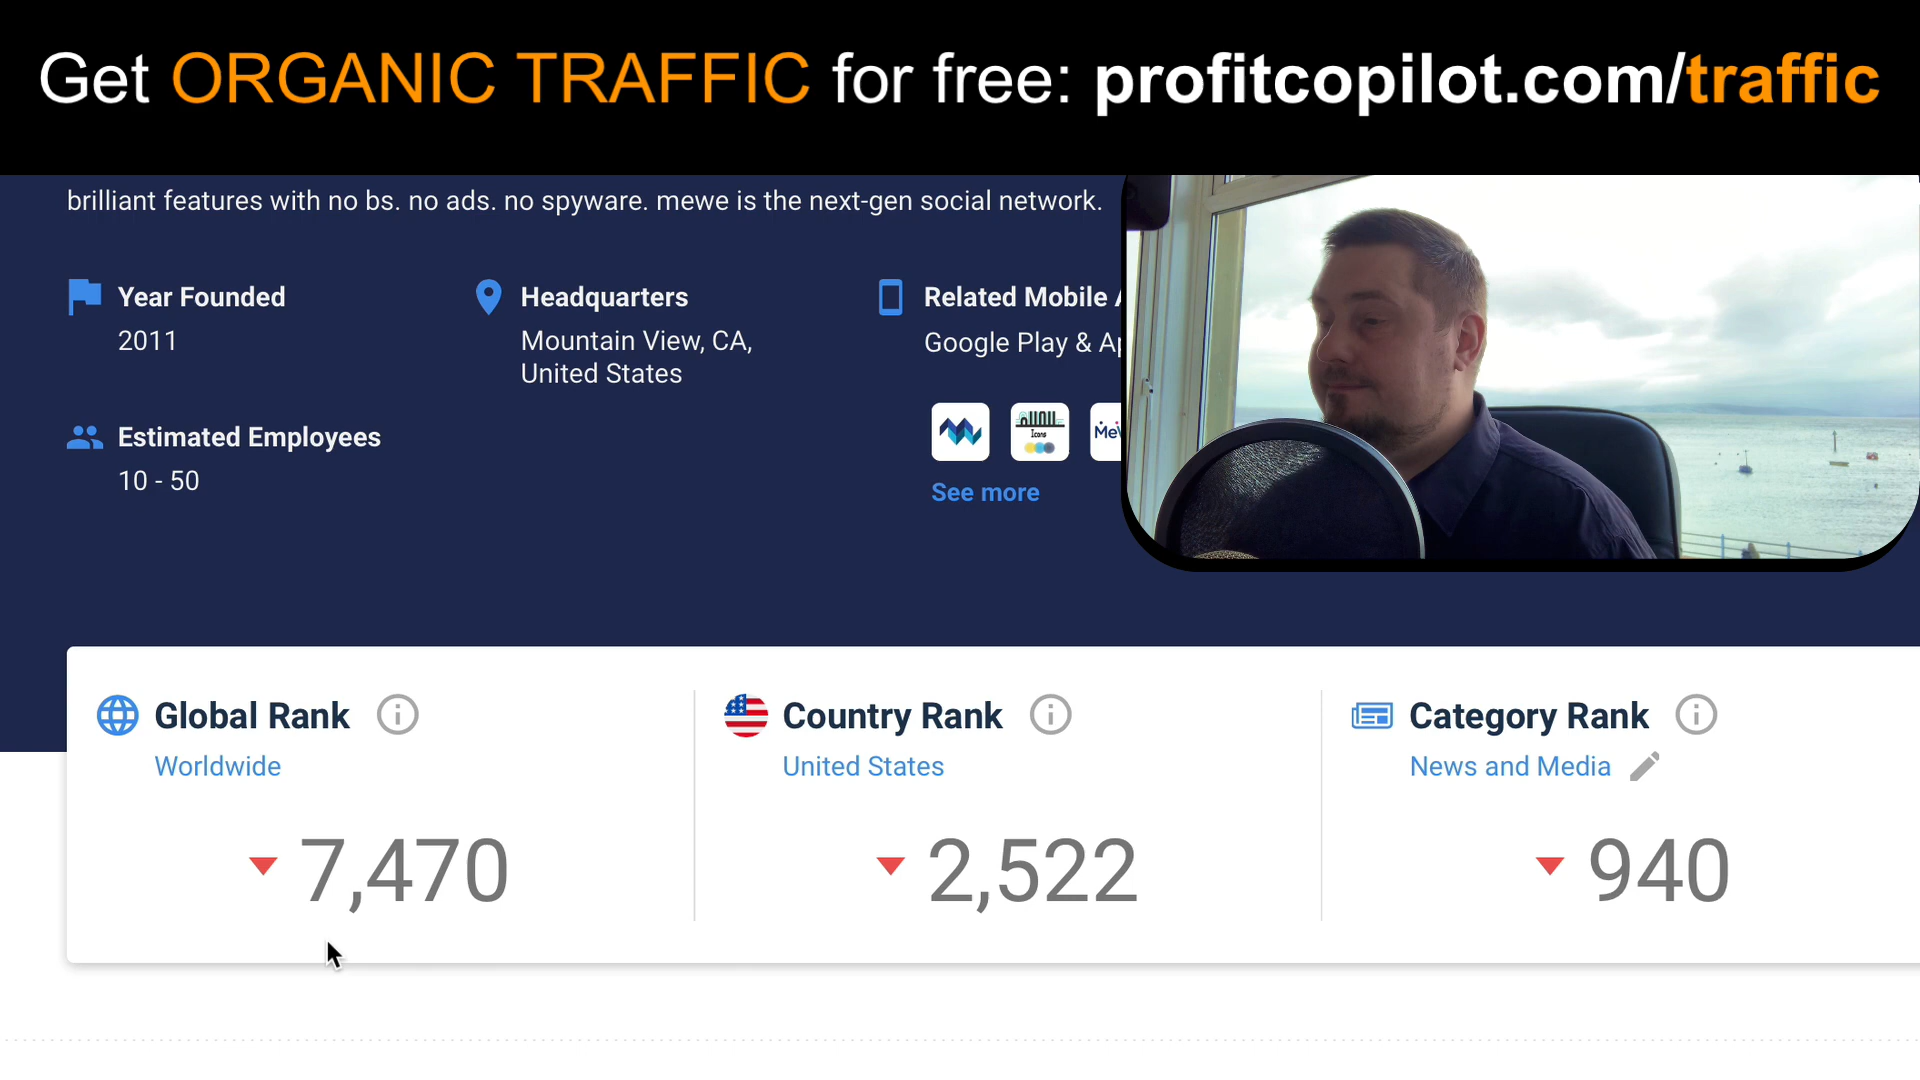 Get ORGANIC TRAFFIC for free: profitcopilot.com/traffic
brilliant features with no bs. no ads. no spyware. mewe is the next-gen social network.
Year Founded
2011
Headquarters
Mountain View, CA,
United States
Related Mobile
Google Play &
Estimated Employees
10 - 50
Icons
See more
Global Rank
Worldwide
7,470
Country Rank
United States
2,522
Category Rank
News and Media
940